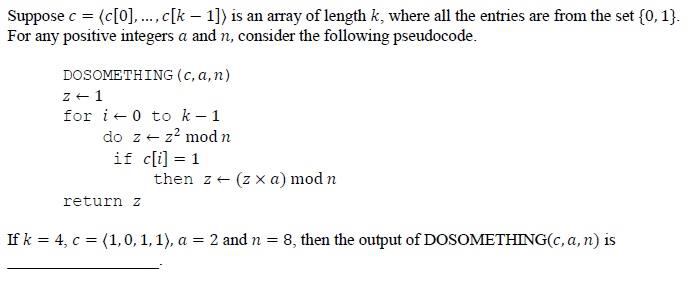 Suppose c = ⟨c[0], ..., c[k − 1]⟩ is an array of length k, where all the entries are from the set {0, 1}.
For any positive integers a and n, consider the following pseudocode.
DOSOMETHING (c, a, n)
z ← 1
for i ← 0 to k − 1
do z ← z² mod n
if c[i] = 1
then z ← (z × a) mod n
return z
If k = 4, c = ⟨1, 0, 1, 1⟩, a = 2 and n = 8, then the output of DOSOMETHING(c, a, n) is
____________________.